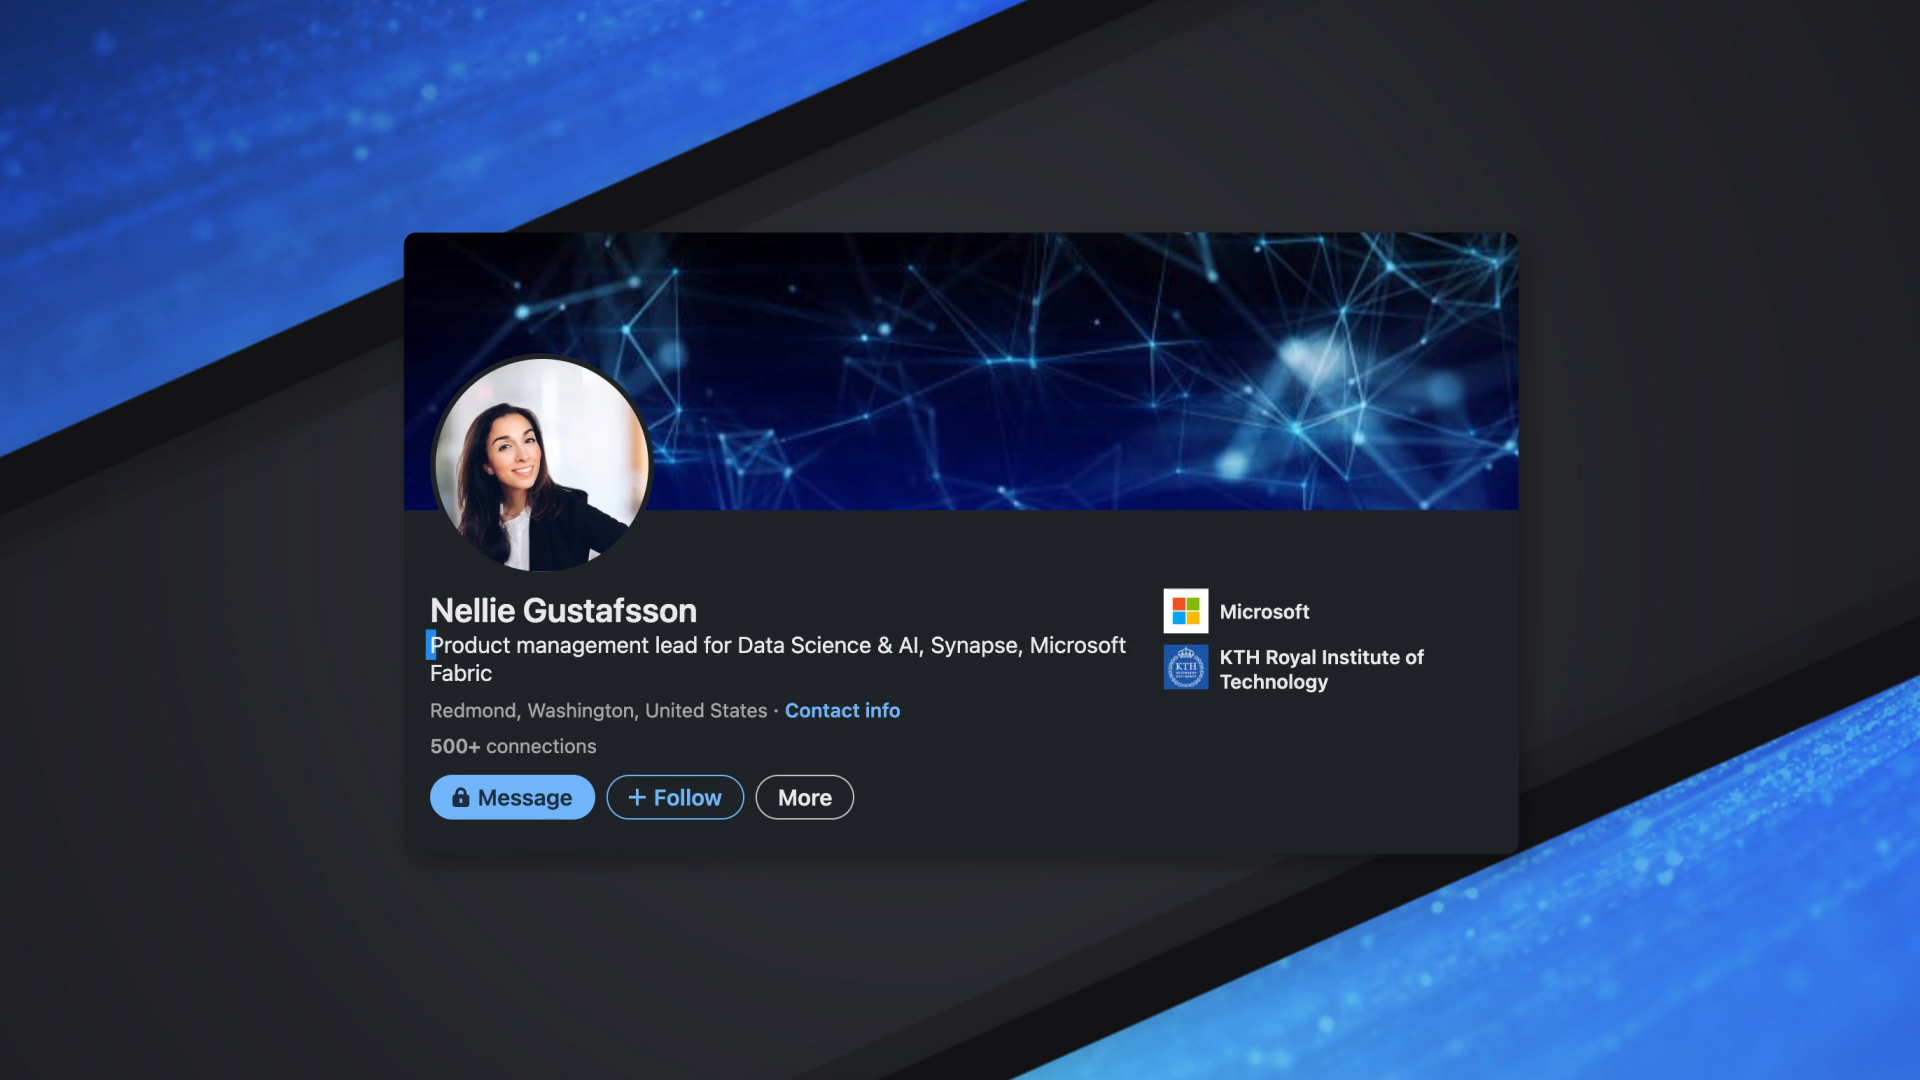 Nellie Gustafsson
Product management lead for Data Science & AI, Synapse, Microsoft
Fabric
Redmond, Washington, United States · Contact info
500+ connections
Message
+ Follow
More
Microsoft
KTH
KTH Royal Institute of
Technology